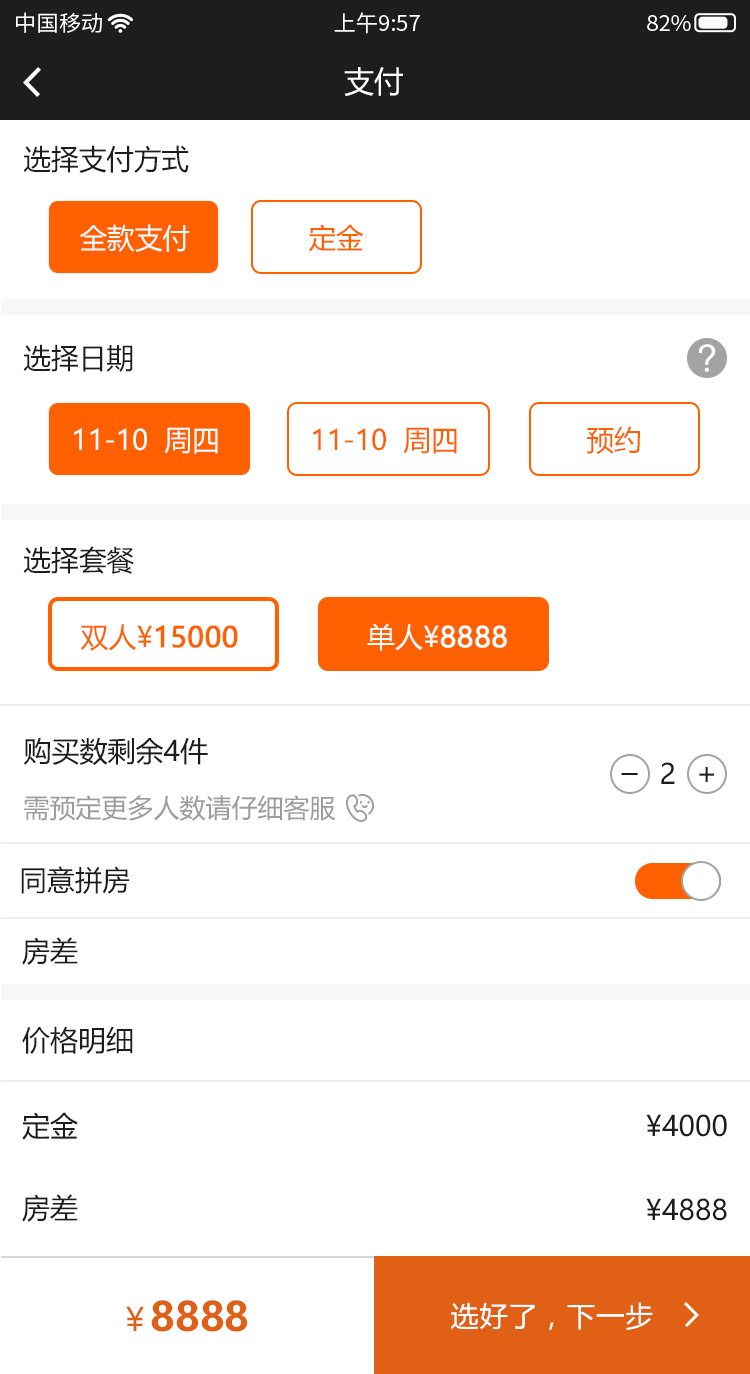 中国移动 上午9:57 82%
支付
选择支付方式
全款支付 定金
选择日期 ?
11-10 周四 11-10 周四 预约
选择套餐
双人¥15000 单人¥8888
购买数剩余4件
2
需预定更多人数请仔细客服
同意拼房
房差
价格明细
定金 ¥4000
房差 ¥4888
¥8888 选好了，下一步